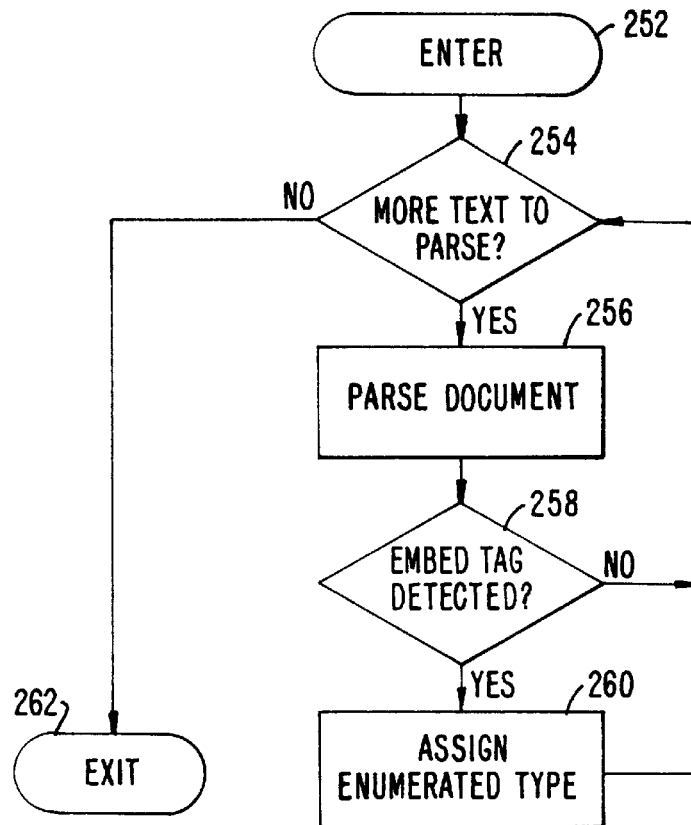 ENTER
252
254
NO
MORE TEXT TO
PARSE?
YES
256
PARSE DOCUMENT
258
EMBED TAG
DETECTED?
NO
YES
260
262
EXIT
ASSIGN
ENUMERATED TYPE